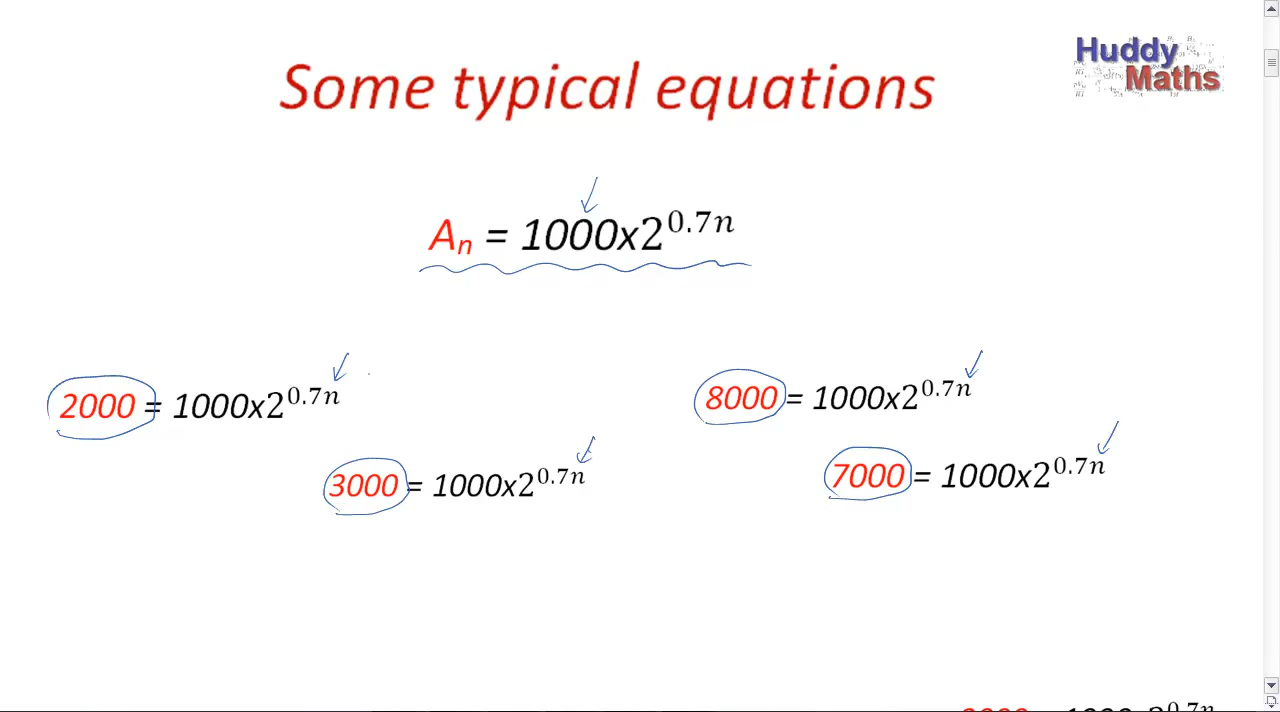 Huddy
Maths
Some typical equations
Aₙ = 1000x2^0.7n
2000 = 1000x2^0.7n
8000 = 1000x2^0.7n
3000 = 1000x2^0.7n
7000 = 1000x2^0.7n